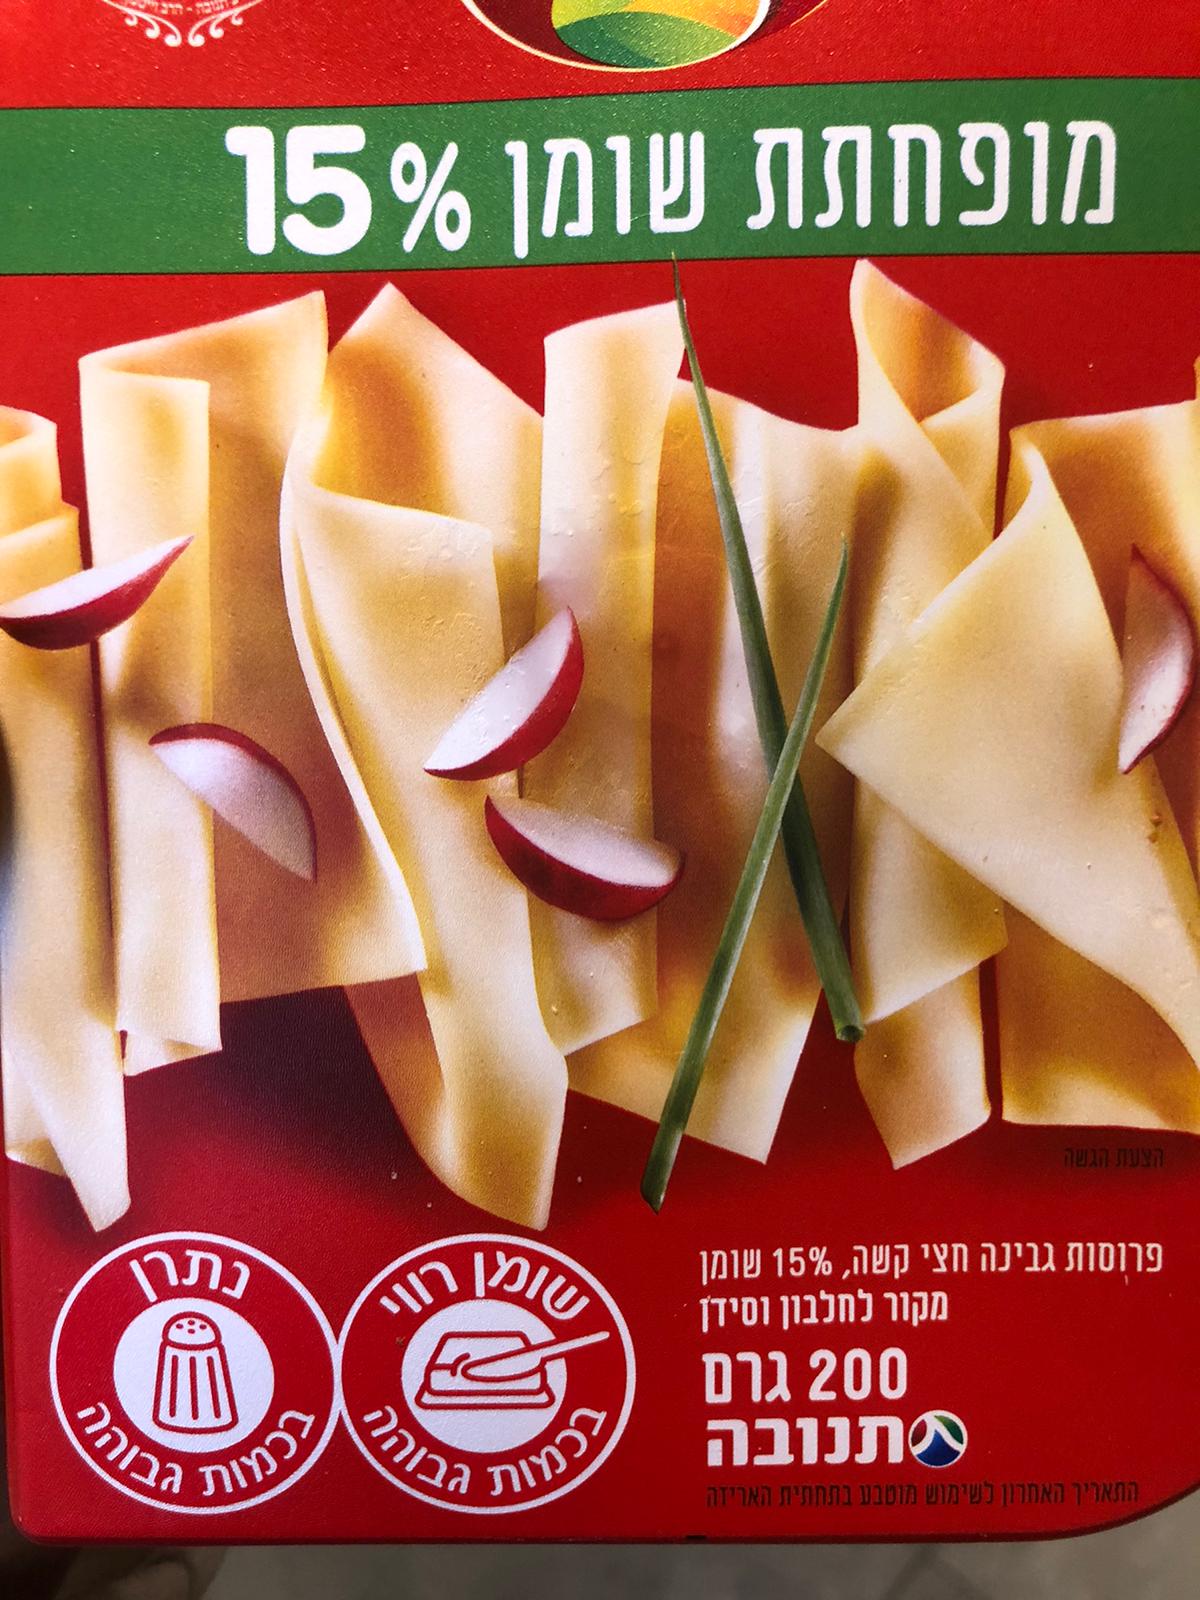 מופחתת שומן 15%
הצעת הגשה
פרוסות גבינה חצי קשה, 15% שומן
מקור לחלבון וסידן
200 גרם
תנובה
התאריך האחרון לשימוש מוטבע בתחתית האריזה
שומן רווי
בכמות גבוהה
נתרן
בכמות גבוהה